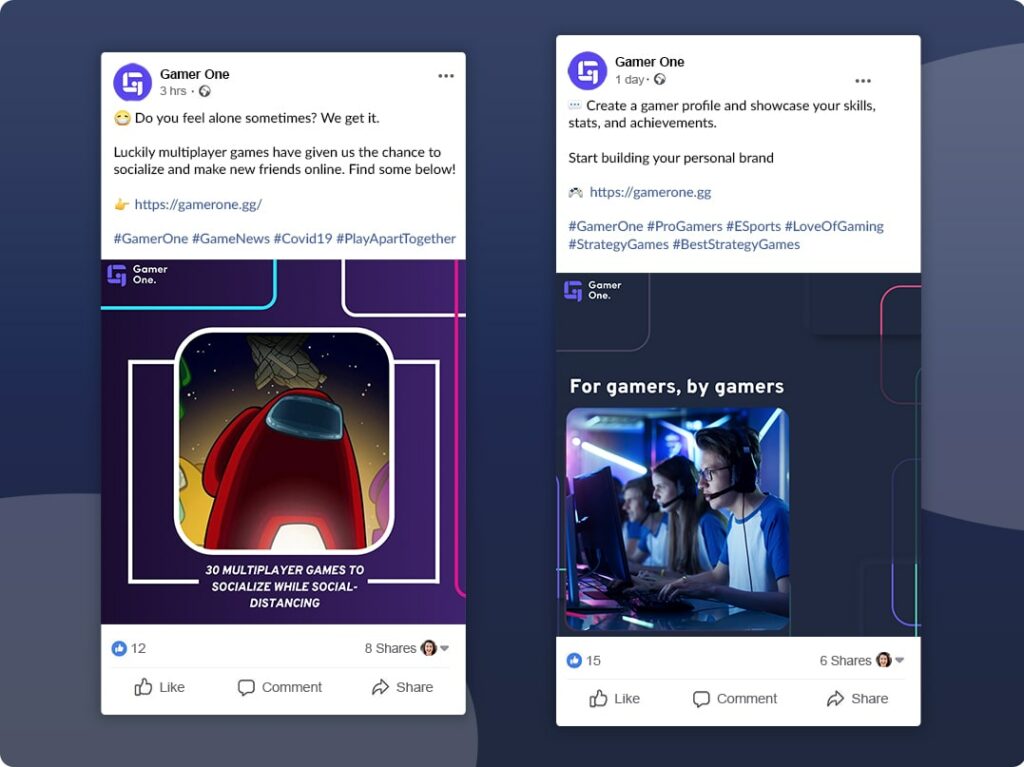 Gamer One
3 hrs ·
😷 Do you feel alone sometimes? We get it.
Luckily multiplayer games have given us the chance to
socialize and make new friends online. Find some below!
👉 https://gamerone.gg/
#GamerOne #GameNews #Covid19 #PlayApartTogether
Gamer
One.
30 MULTIPLAYER GAMES TO
SOCIALIZE WHILE SOCIAL-
DISTANCING
12
8 Shares
Like
Comment
Share
Gamer One
1 day ·
💬 Create a gamer profile and showcase your skills,
stats, and achievements.
Start building your personal brand
🎮 https://gamerone.gg
#GamerOne #ProGamers #ESports #LoveOfGaming
#StrategyGames #BestStrategyGames
Gamer
One.
For gamers, by gamers
15
6 Shares
Like
Comment
Share